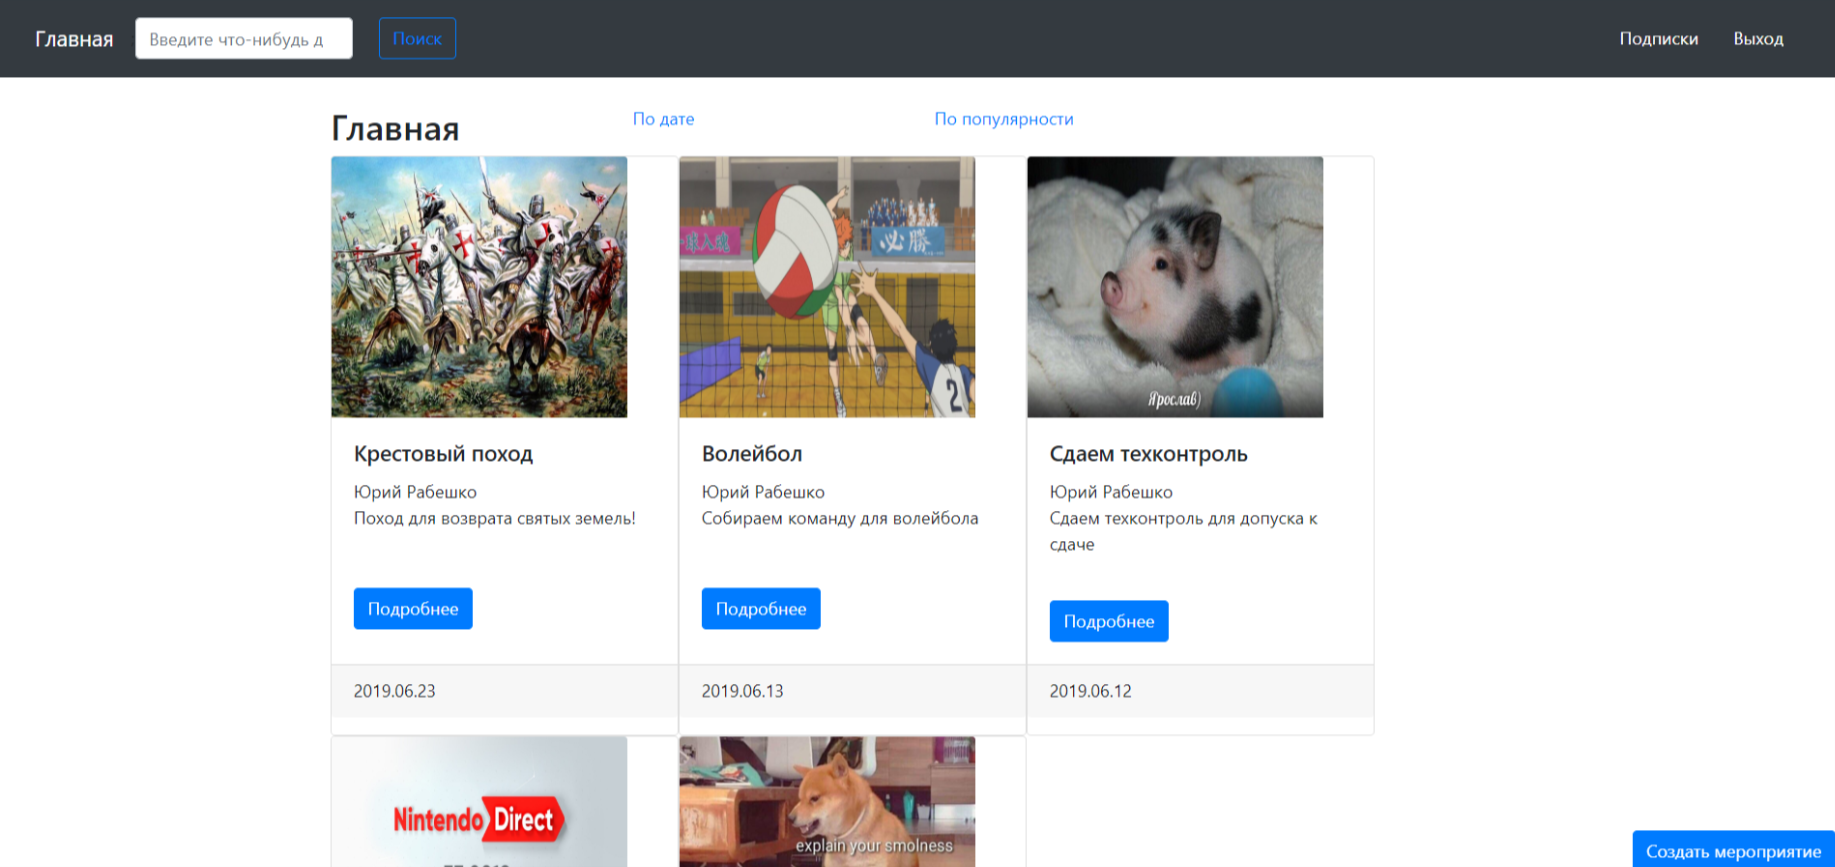 Главная
Введите что-нибудь д
Поиск
Подписки
Выход
Главная
По дате
По популярности
必勝
2
Ярослав)
Крестовый поход
Юрий Рабешко
Поход для возврата святых земель!
Подробнее
2019.06.23
Волейбол
Юрий Рабешко
Собираем команду для волейбола
Подробнее
2019.06.13
Сдаем техконтроль
Юрий Рабешко
Сдаем техконтроль для допуска к
сдаче
Подробнее
2019.06.12
Nintendo Direct
explain your smolness
Создать мероприятие